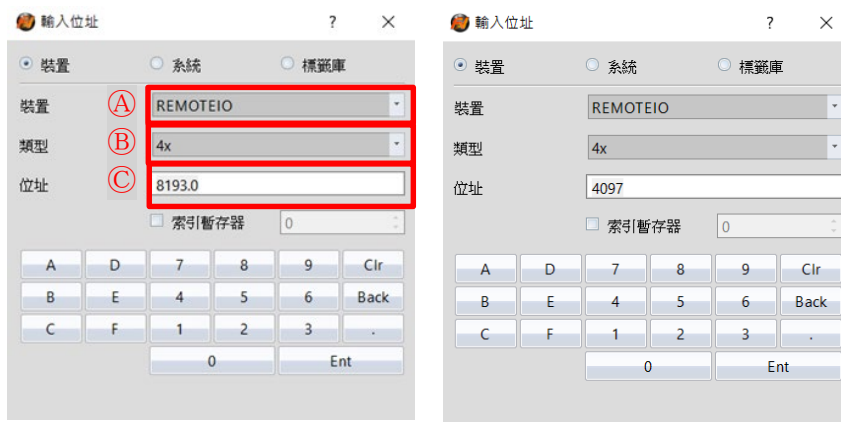 輸入位址 ? ×
裝置 系統 標籤庫
裝置 Ⓐ REMOTEIO
類型 Ⓑ 4x
位址 Ⓒ 8193.0
索引暫存器 0
A D 7 8 9 Clr
B E 4 5 6 Back
C F 1 2 3 .
0 Ent
輸入位址 ? ×
裝置 系統 標籤庫
裝置 REMOTEIO
類型 4x
位址 4097
索引暫存器 0
A D 7 8 9 Clr
B E 4 5 6 Back
C F 1 2 3 .
0 Ent